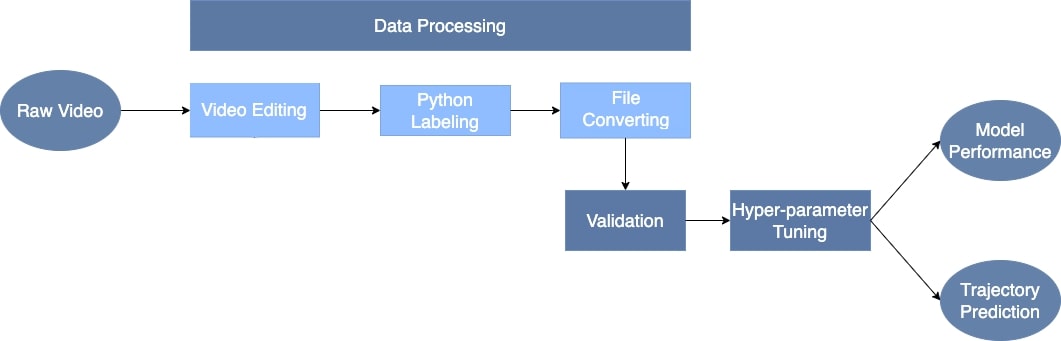 Data Processing
Raw Video
Video Editing
Python
Labeling
File
Converting
Validation
Hyper-parameter
Tuning
Model
Performance
Trajectory
Prediction